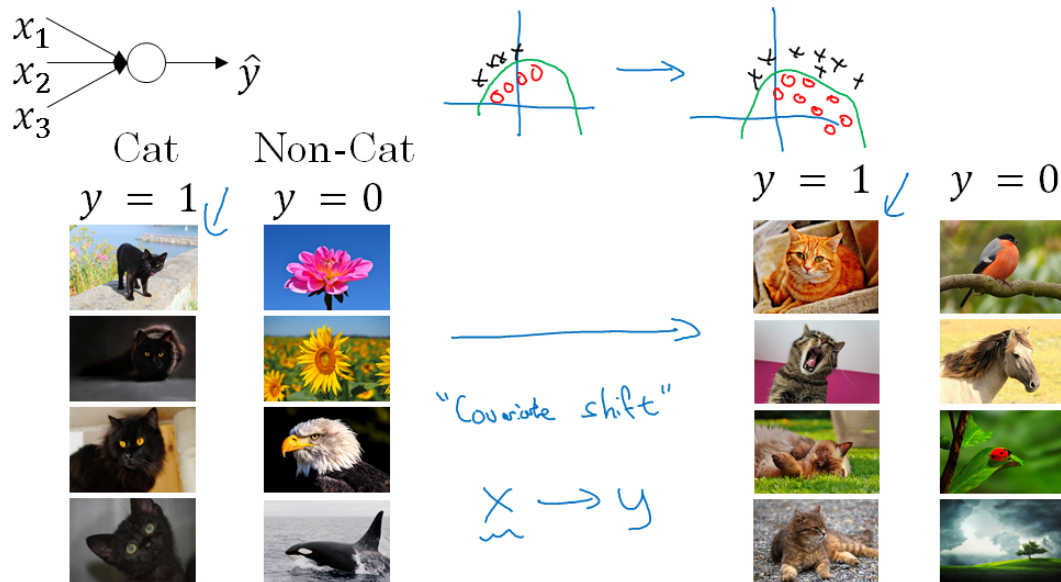 x₁
x₂
x₃
ŷ
Cat
Non-Cat
y = 1
y = 0
y = 1
y = 0
"Covariate shift"
x → y